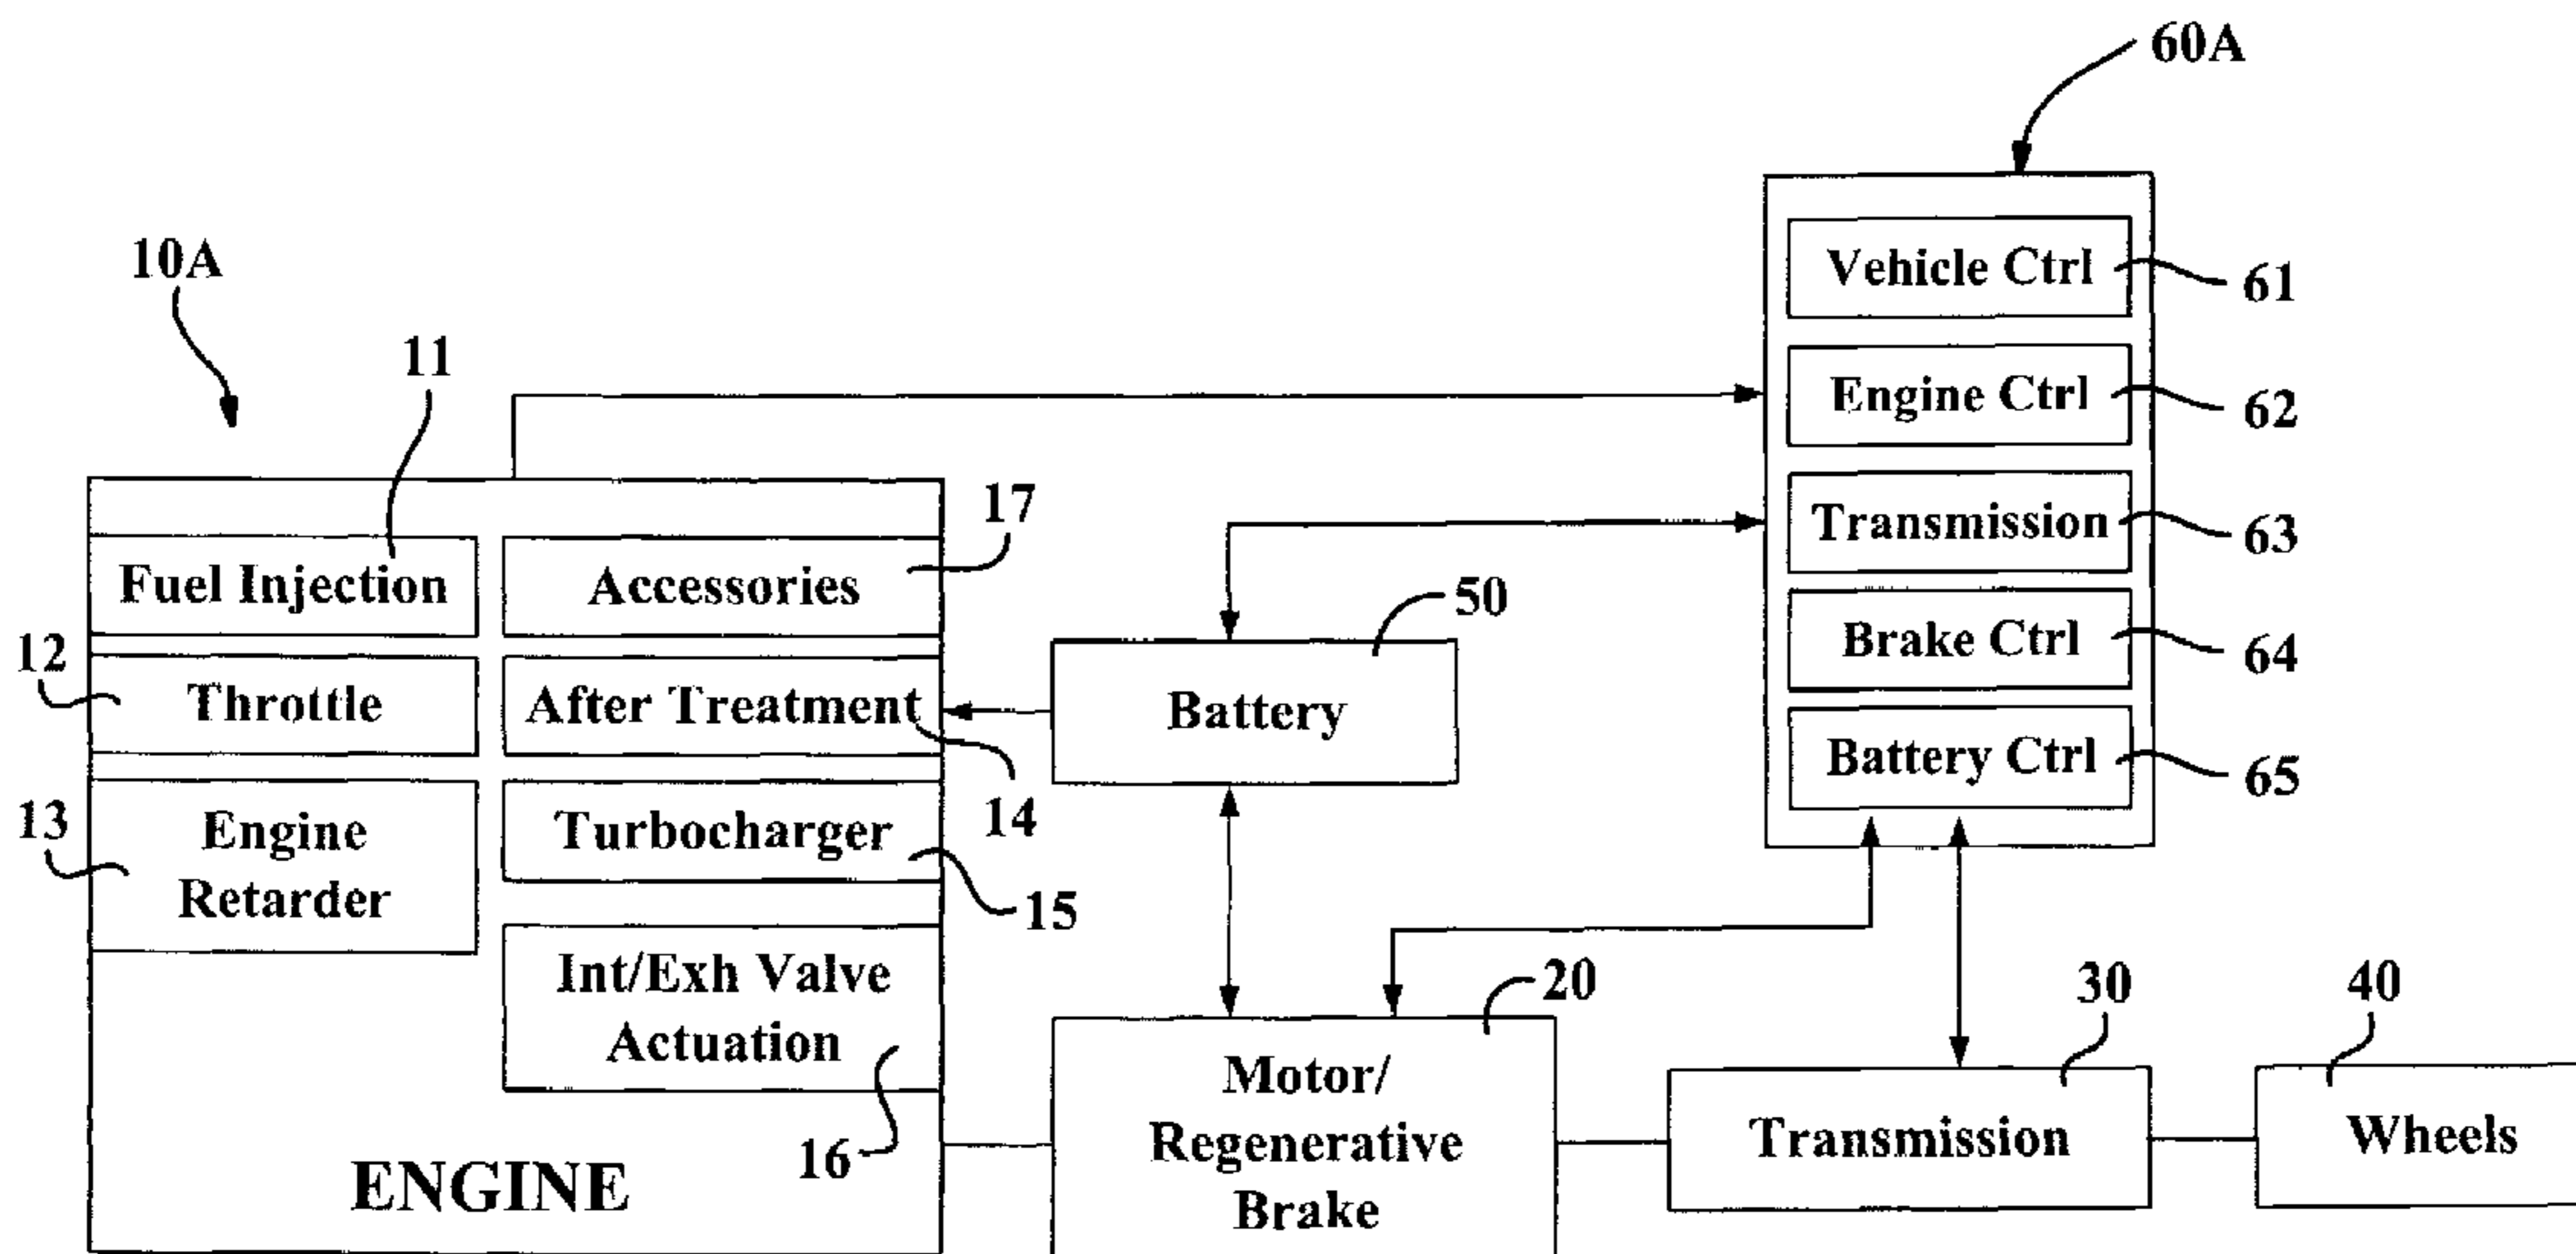 60A
10A
Vehicle Ctrl
61
11
Engine Ctrl
62
17
Transmission
63
Fuel Injection
Accessories
50
12
Brake Ctrl
64
Throttle
After Treatment
Battery
Battery Ctrl
65
13
14
Engine
Retarder
Turbocharger
15
Int/Exh Valve
Actuation
20
30
40
Motor/
Regenerative
Brake
Transmission
Wheels
16
ENGINE